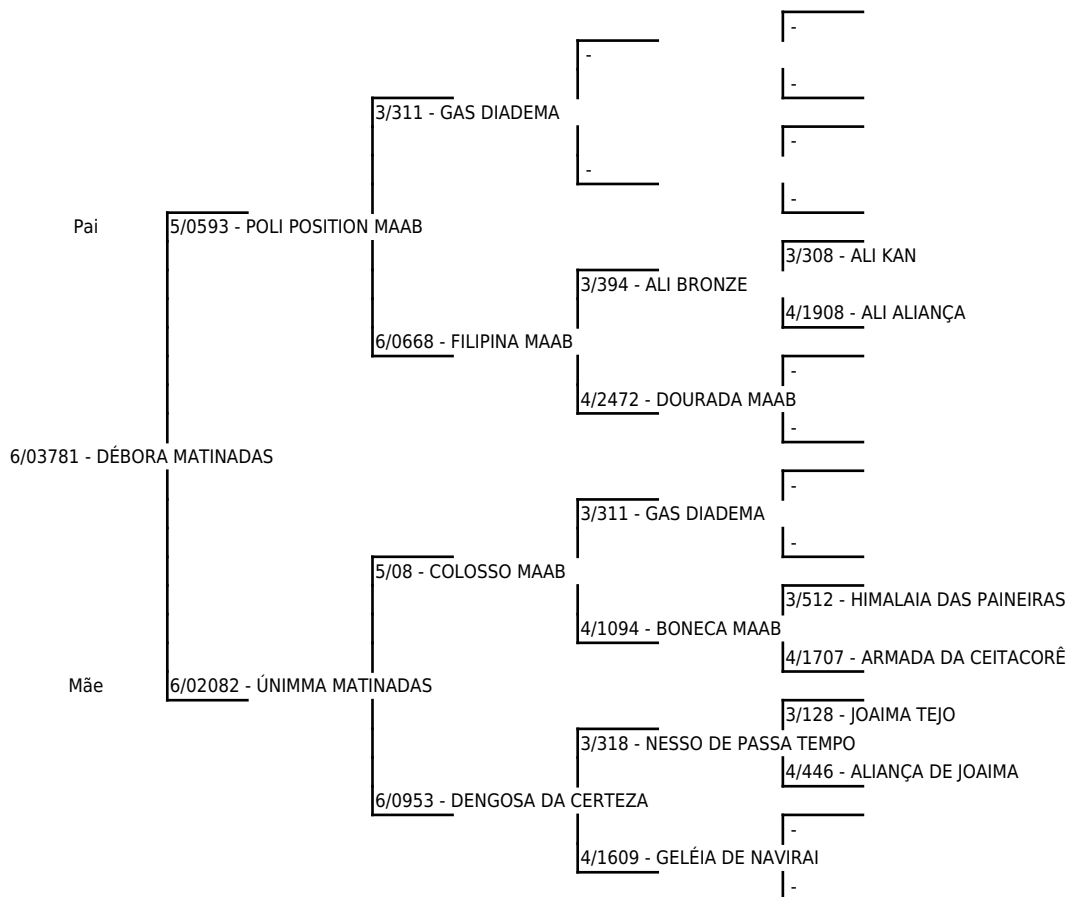 -
-
-
3/311 - GAS DIADEMA
-
-
-
Pai
5/0593 - POLI POSITION MAAB
3/308 - ALI KAN
3/394 - ALI BRONZE
4/1908 - ALI ALIANÇA
6/0668 - FILIPINA MAAB
-
4/2472 - DOURADA MAAB
-
6/03781 - DÉBORA MATINADAS
-
3/311 - GAS DIADEMA
-
5/08 - COLOSSO MAAB
3/512 - HIMALAIA DAS PAINEIRAS
4/1094 - BONECA MAAB
4/1707 - ARMADA DA CEITACORÊ
Mãe
6/02082 - ÚNIMMA MATINADAS
3/128 - JOAIMA TEJO
3/318 - NESSO DE PASSA TEMPO
4/446 - ALIANÇA DE JOAIMA
6/0953 - DENGOSA DA CERTEZA
-
4/1609 - GELÉIA DE NAVIRAI
-